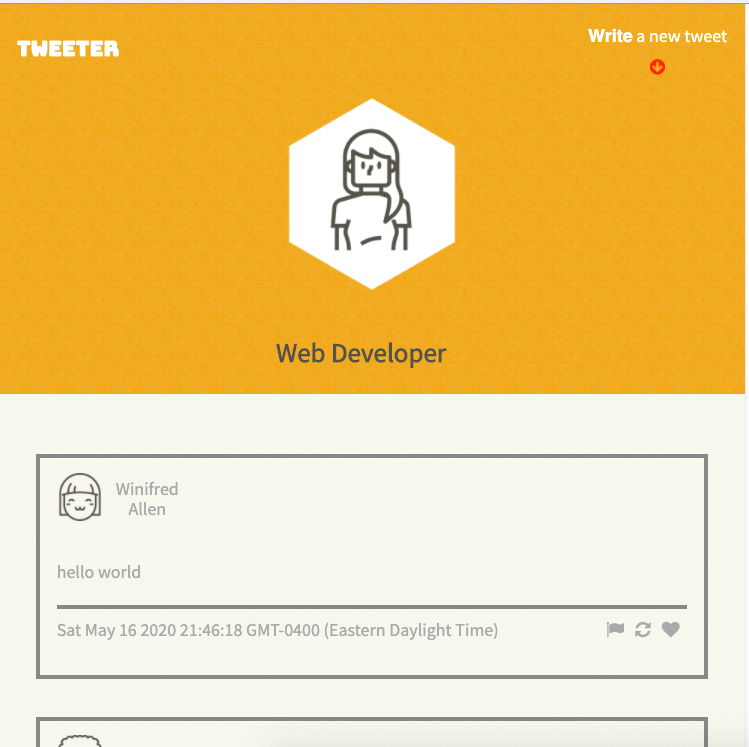 TWEETER
Write a new tweet
Web Developer
Winifred
Allen
hello world
Sat May 16 2020 21:46:18 GMT-0400 (Eastern Daylight Time)